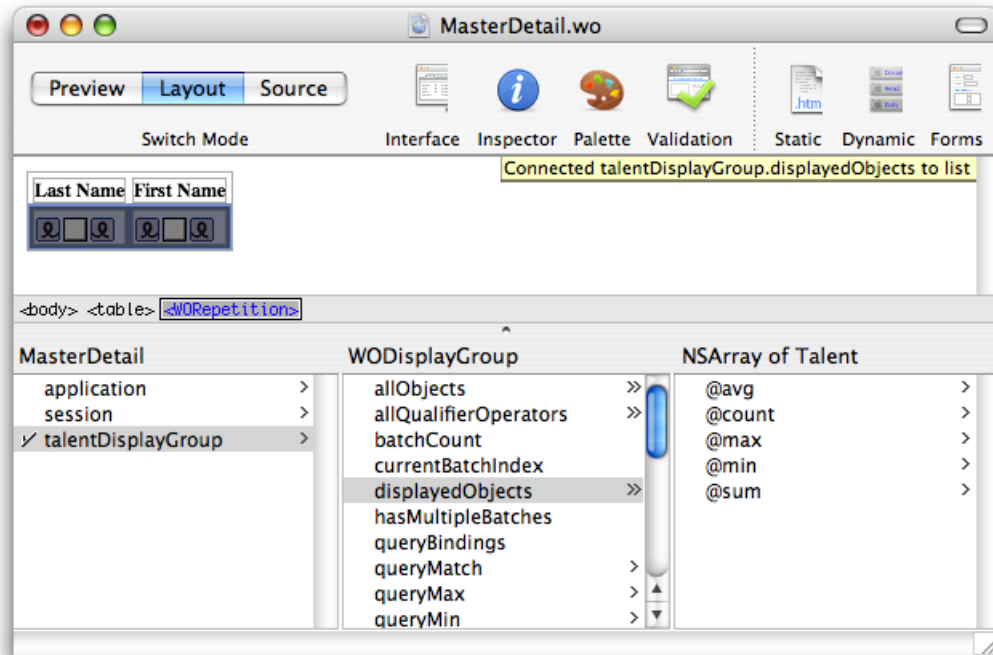 MasterDetail.wo
Preview Layout Source
Switch Mode
.htm
Interface Inspector Palette Validation Static Dynamic Forms
Connected talentDisplayGroup.displayedObjects to list
Last Name First Name
<body> <table> <WORepetition>
MasterDetail WODisplayGroup NSArray of Talent
application > allObjects >> @avg >
session > allQualifierOperators >> @count >
talentDisplayGroup > batchCount @max >
currentBatchIndex @min >
displayedObjects >> @sum >
hasMultipleBatches
queryBindings
queryMatch >
queryMax >
queryMin >